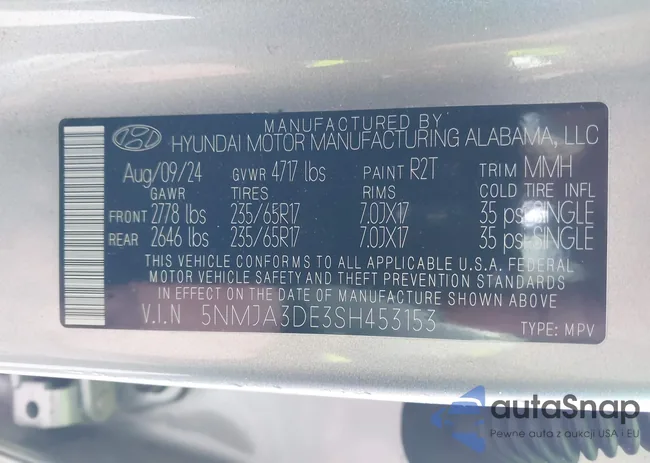 MANUFACTURED BY
HYUNDAI MOTOR MANUFACTURING ALABAMA, LLC
Aug/09/24 GVWR 4717 lbs PAINT R2T TRIM MMH
GAWR TIRES RIMS COLD TIRE INFL
FRONT 2778 lbs 235/65R17 7.0JX17 35 psi-SINGLE
REAR 2646 lbs 235/65R17 7.0JX17 35 psi-SINGLE
THIS VEHICLE CONFORMS TO ALL APPLICABLE U.S.A. FEDERAL
MOTOR VEHICLE SAFETY AND THEFT PREVENTION STANDARDS
IN EFFECT ON THE DATE OF MANUFACTURE SHOWN ABOVE.
V.I.N 5NMJA3DE3SH453153
TYPE: MPV
autoSnap
Pewne auta z aukcji USA i EU